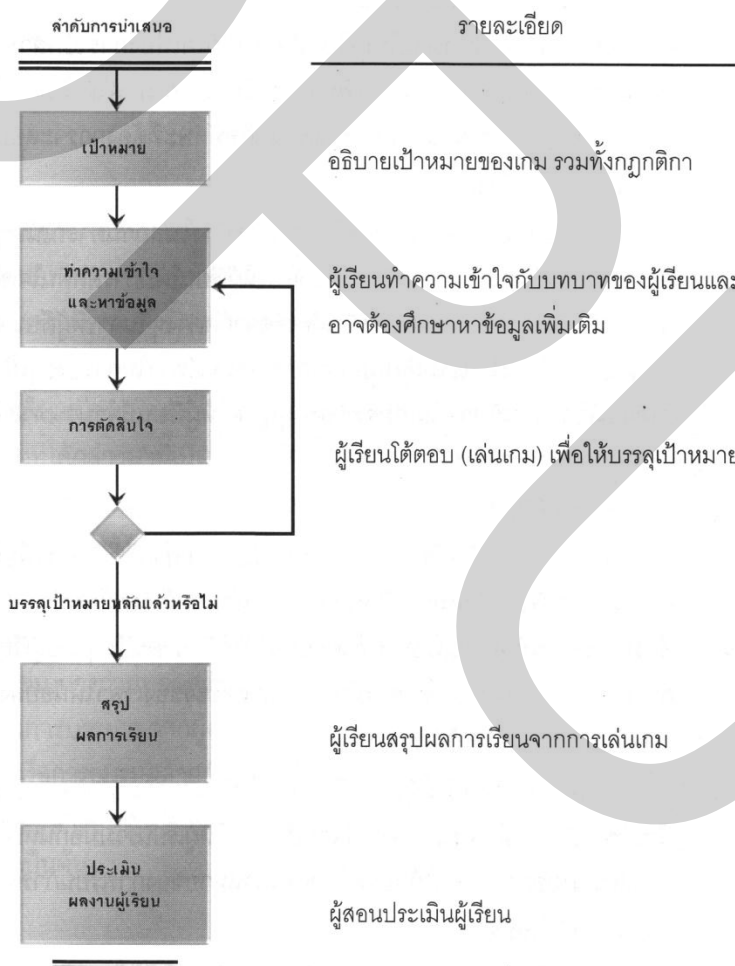 ลำดับการนำเสนอ
รายละเอียด
เป้าหมาย
อธิบายเป้าหมายของเกม รวมทั้งกฎกติกา
ทำความเข้าใจ
และหาข้อมูล
ผู้เรียนทำความเข้าใจกับบทบาทของผู้เรียนและ
อาจต้องศึกษาหาข้อมูลเพิ่มเติม
การตัดสินใจ
ผู้เรียนโต้ตอบ (เล่นเกม) เพื่อให้บรรลุเป้าหมาย
บรรลุเป้าหมายหลักแล้วหรือไม่
สรุป
ผลการเรียน
ผู้เรียนสรุปผลการเรียนจากการเล่นเกม
ประเมิน
ผลงานผู้เรียน
ผู้สอนประเมินผู้เรียน